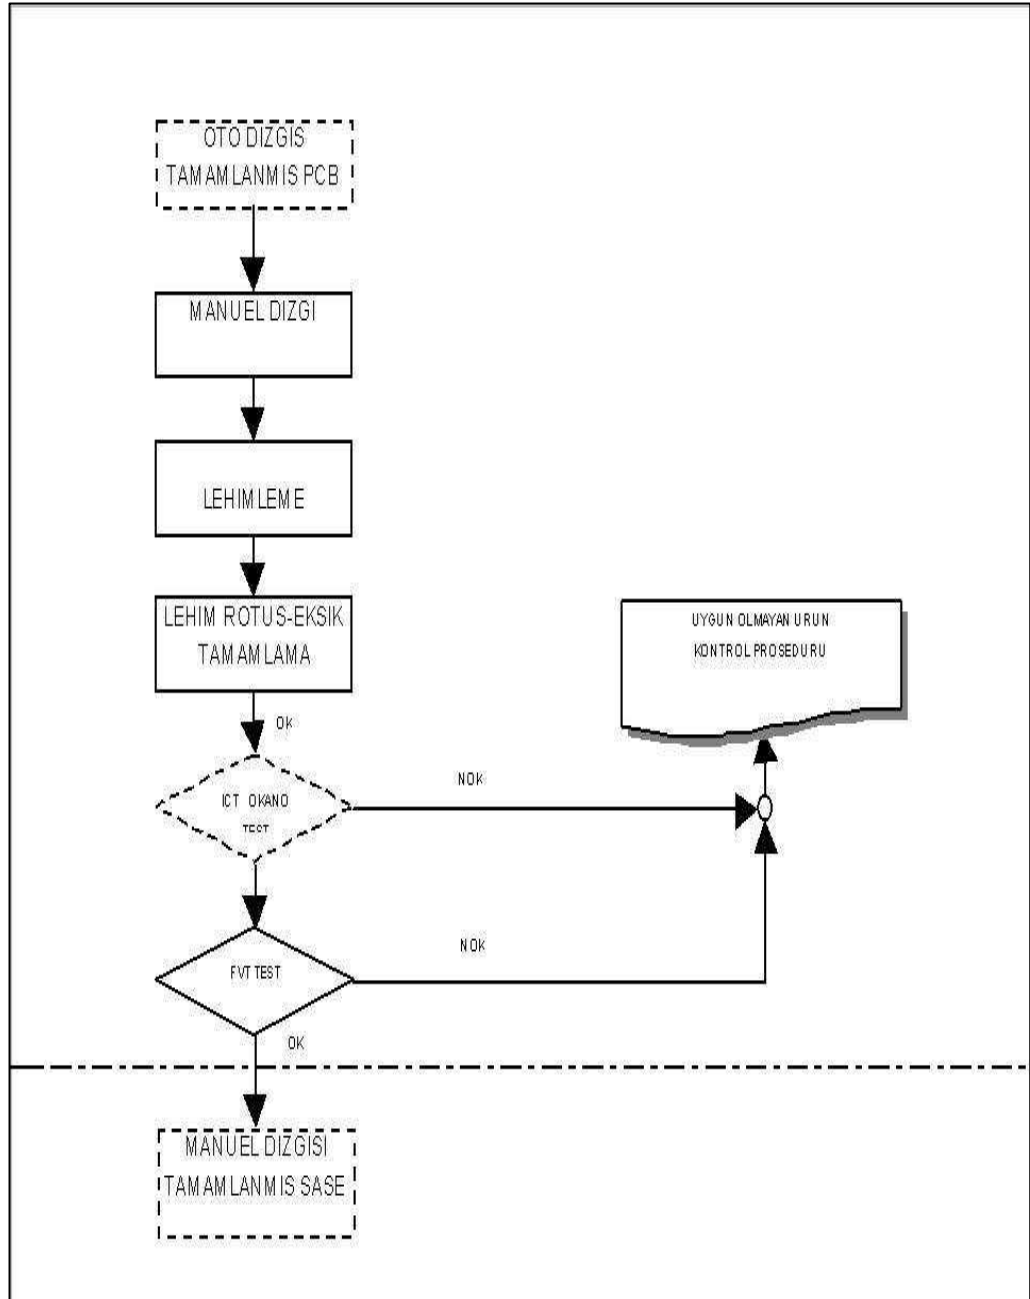 OTO DIZGIS
TAMAMLANMIS PCB
MANUEL DIZGI
LEHIMLEME
LEHIM ROTUS-EKSIK
TAMAMLAMA
UYGUN OLMAYAN URUN
KONTROL PROSEDURU
OK
NOK
ICT OKANO
TEST
NOK
FVT TEST
OK
MANUEL DIZGISI
TAMAMLANMIS SASE